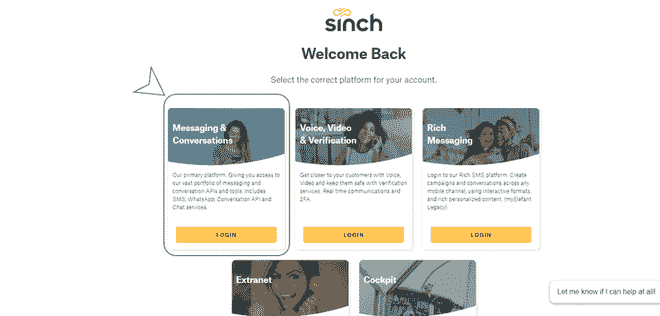 sinch
Welcome Back
Select the correct platform for your account.
Messaging &
Conversations
Our primary platform. Giving you access to
our vast portfolio of messaging and
conversation APIs and tools. Includes
SMS, WhatsApp, Conversation API and
Chat services.
LOGIN
Voice, Video
& Verification
Get closer to your customers with Voice,
Video and keep them safe with Verification
services. Real time communications and
2FA.
LOGIN
Rich
Messaging
Login to our Rich SMS platform. Create
campaigns and conversations across any
mobile channel, using interactive formats
and rich personalized content. (myElefant
Legacy)
LOGIN
Extranet
Cockpit
Let me know if I can help at all!